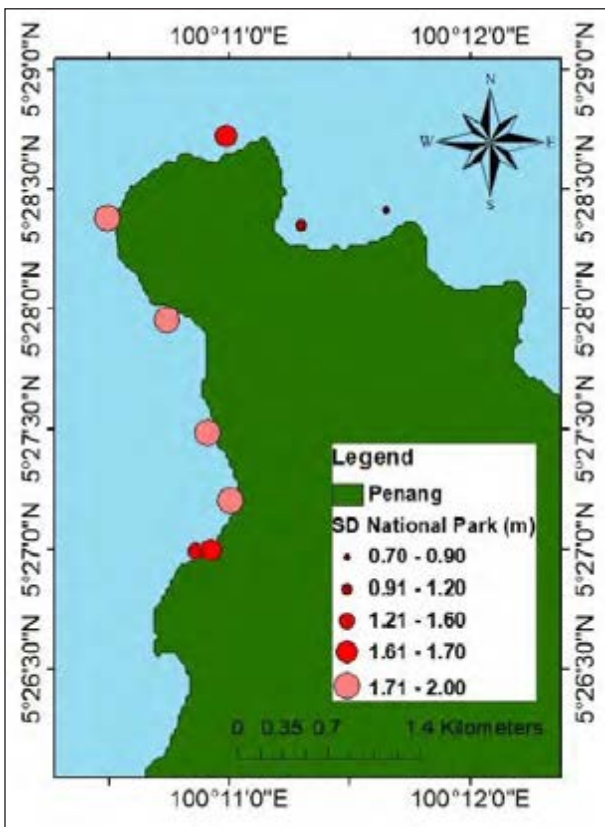 100°11'0"E 100°12'0"E
5°29'0"N 5°29'0"N
N
W E
S
5°28'30"N 5°28'30"N
5°28'0"N 5°28'0"N
5°27'30"N 5°27'30"N
Legend
Penang
SD National Park (m)
0.70 - 0.90
5°27'0"N 5°27'0"N
0.91 - 1.20
1.21 - 1.60
1.61 - 1.70
5°26'30"N 5°26'30"N
1.71 - 2.00
0 0.35 0.7 1.4 Kilometers
100°11'0"E 100°12'0"E